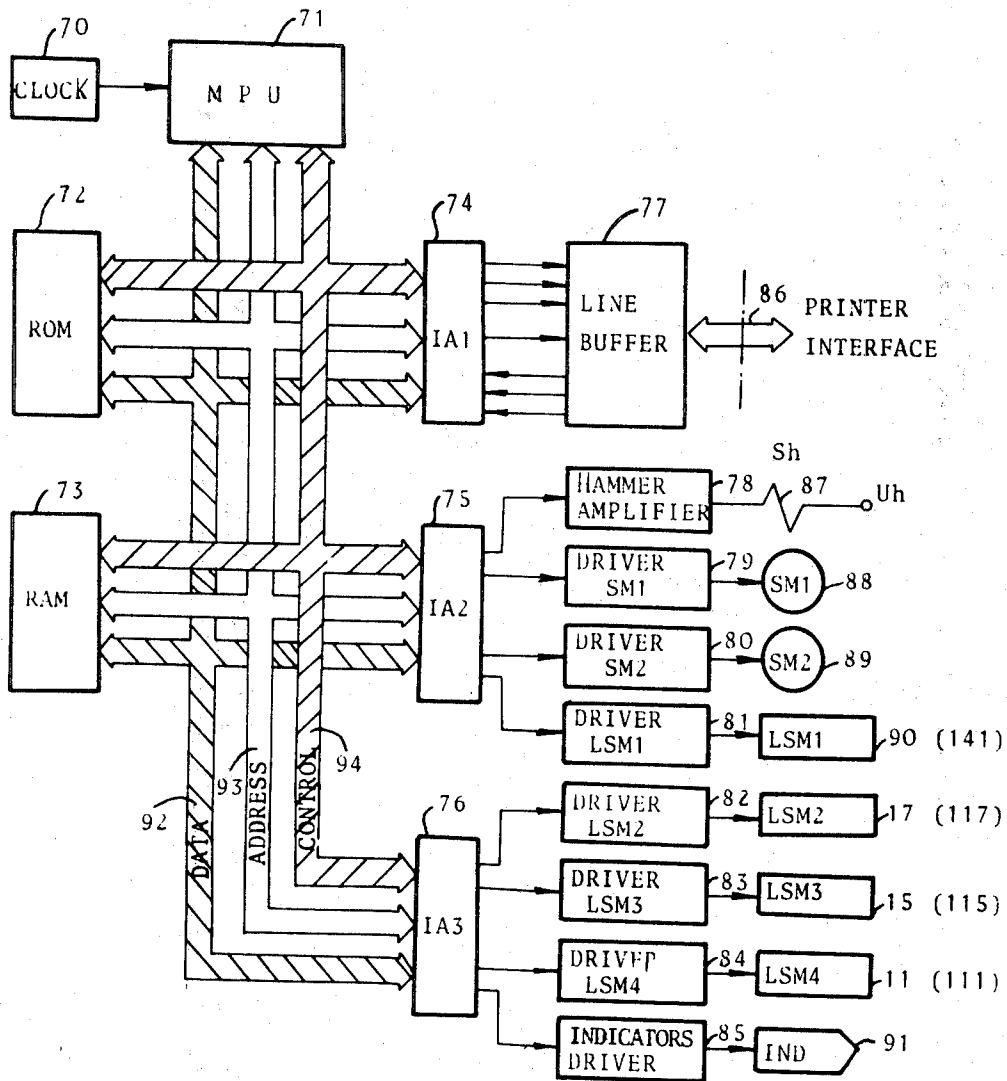 70
CLOCK
71
MPU
72
ROM
74
IA1
77
LINE
BUFFER
86
PRINTER
INTERFACE
73
RAM
75
IA2
HAMMER
AMPLIFIER
78
Sh
87
Uh
DRIVER
SM1
79
SM1
88
DRIVER
SM2
80
SM2
89
DRIVER
LSM1
81
LSM1
90 (141)
92
DATA
93
ADDRESS
CONTROL
94
76
IA3
DRIVER
LSM2
82
LSM2
17 (117)
DRIVER
LSM3
83
LSM3
15 (115)
DRIVER
LSM4
84
LSM4
11 (111)
INDICATORS
DRIVER
85
IND
91